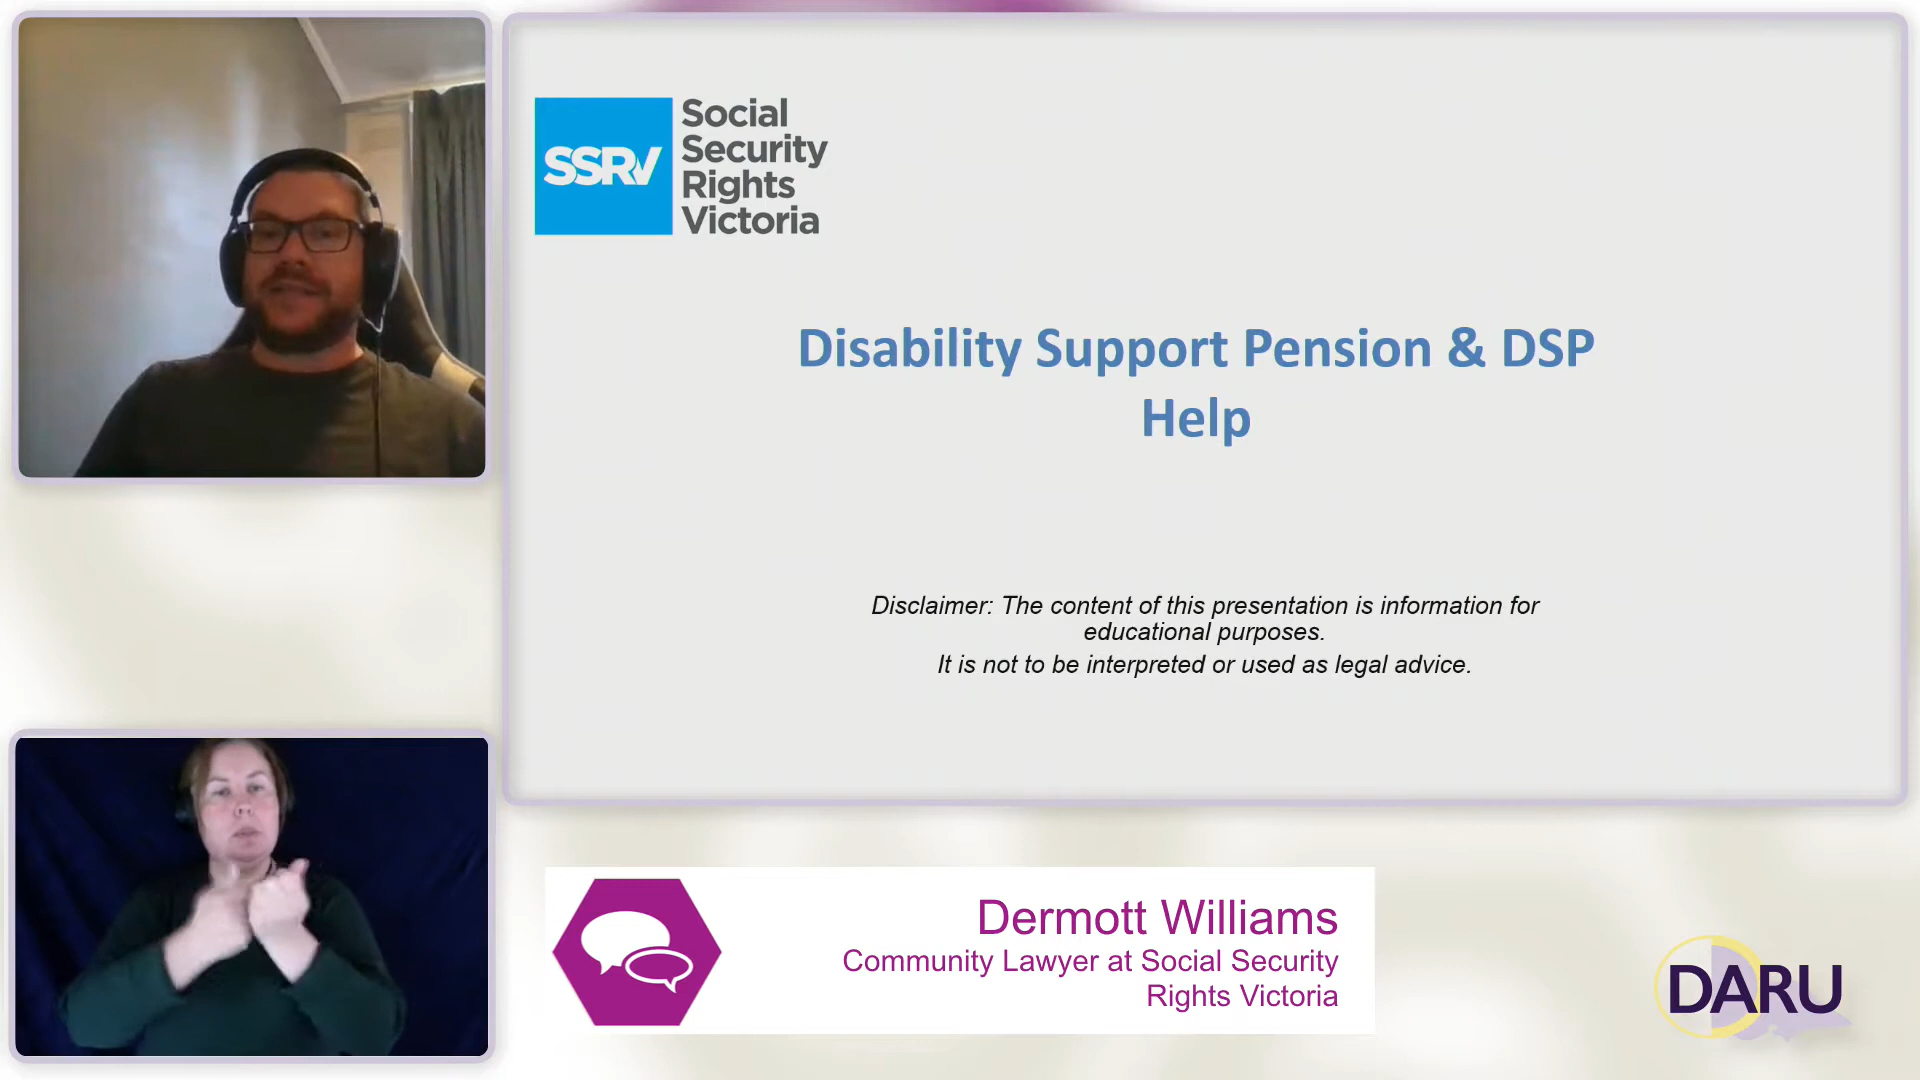 SSRV
Social
Security
Rights
Victoria
Disability Support Pension & DSP
Help
Disclaimer: The content of this presentation is information for
educational purposes.
It is not to be interpreted or used as legal advice.
Dermott Williams
Community Lawyer at Social Security
Rights Victoria
DARU